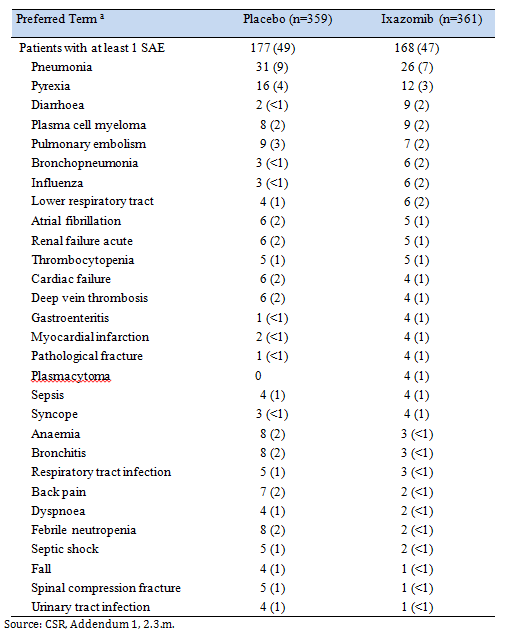 Preferred Term a Placebo (n=359) Ixazomib (n=361)
Patients with at least 1 SAE 177 (49) 168 (47)
Pneumonia 31 (9) 26 (7)
Pyrexia 16 (4) 12 (3)
Diarrhoea 2 (<1) 9 (2)
Plasma cell myeloma 8 (2) 9 (2)
Pulmonary embolism 9 (3) 7 (2)
Bronchopneumonia 3 (<1) 6 (2)
Influenza 3 (<1) 6 (2)
Lower respiratory tract 4 (1) 6 (2)
Atrial fibrillation 6 (2) 5 (1)
Renal failure acute 6 (2) 5 (1)
Thrombocytopenia 5 (1) 5 (1)
Cardiac failure 6 (2) 4 (1)
Deep vein thrombosis 6 (2) 4 (1)
Gastroenteritis 1 (<1) 4 (1)
Myocardial infarction 2 (<1) 4 (1)
Pathological fracture 1 (<1) 4 (1)
Plasmacytoma 0 4 (1)
Sepsis 4 (1) 4 (1)
Syncope 3 (<1) 4 (1)
Anaemia 8 (2) 3 (<1)
Bronchitis 8 (2) 3 (<1)
Respiratory tract infection 5 (1) 3 (<1)
Back pain 7 (2) 2 (<1)
Dyspnoea 4 (1) 2 (<1)
Febrile neutropenia 8 (2) 2 (<1)
Septic shock 5 (1) 2 (<1)
Fall 4 (1) 1 (<1)
Spinal compression fracture 5 (1) 1 (<1)
Urinary tract infection 4 (1) 1 (<1)
Source: CSR, Addendum 1, 2.3.m.